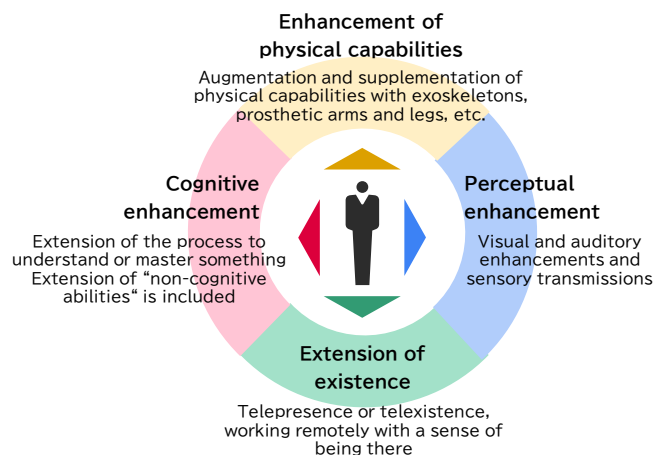 Enhancement of
physical capabilities
Augmentation and supplementation of
physical capabilities with exoskeletons,
prosthetic arms and legs, etc.
Cognitive
enhancement
Extension of the process to
understand or master something
Extension of “non-cognitive
abilities“ is included
Perceptual
enhancement
Visual and auditory
enhancements and
sensory transmissions
Extension of
existence
Telepresence or telexistence,
working remotely with a sense of
being there